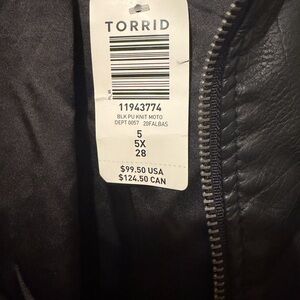 TORRID
11943774
BLK PU KNIT MOTO
DEPT 0057 20FALBAS
5
5X
28
$99.50 USA
$124.50 CAN